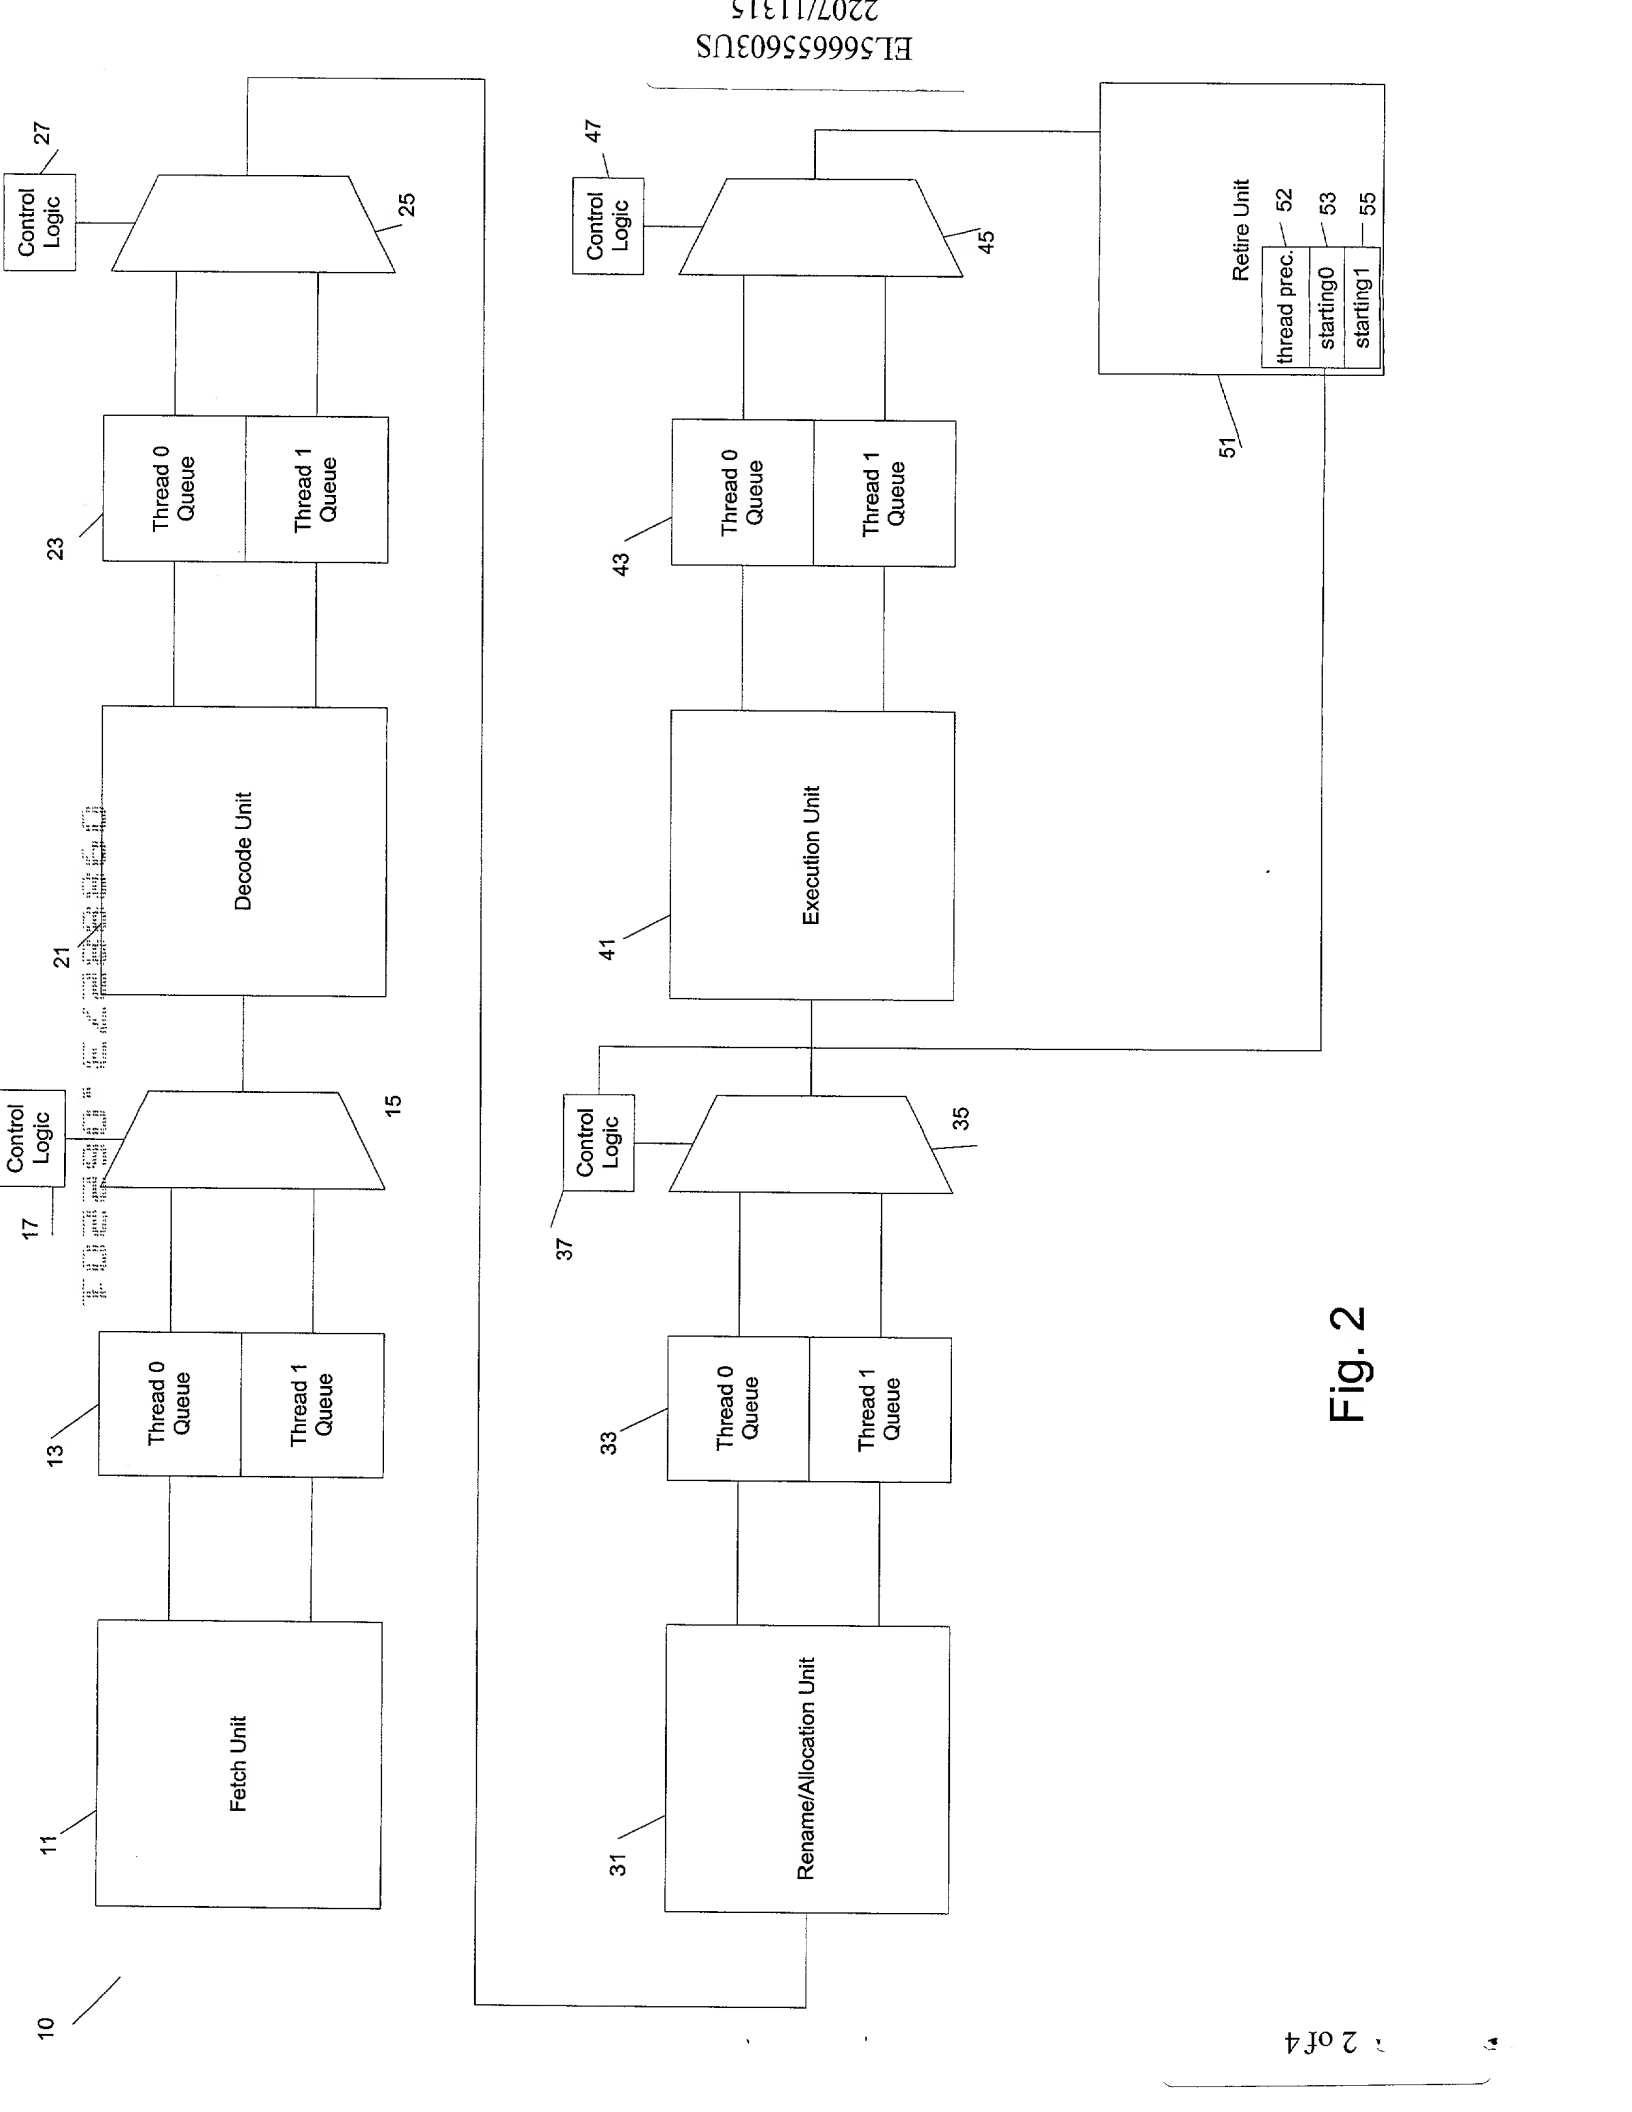 EL566655603US
2207/11315
10
11
Fetch Unit
13
Thread 0
Queue
Thread 1
Queue
17
Control
Logic
15
21
Decode Unit
23
Thread 0
Queue
Thread 1
Queue
27
Control
Logic
25
31
Rename/Allocation Unit
33
Thread 0
Queue
Thread 1
Queue
37
Control
Logic
35
41
Execution Unit
43
Thread 0
Queue
Thread 1
Queue
47
Control
Logic
45
51
Retire Unit
thread prec.
52
starting0
53
starting1
55
Fig. 2
2 of 4